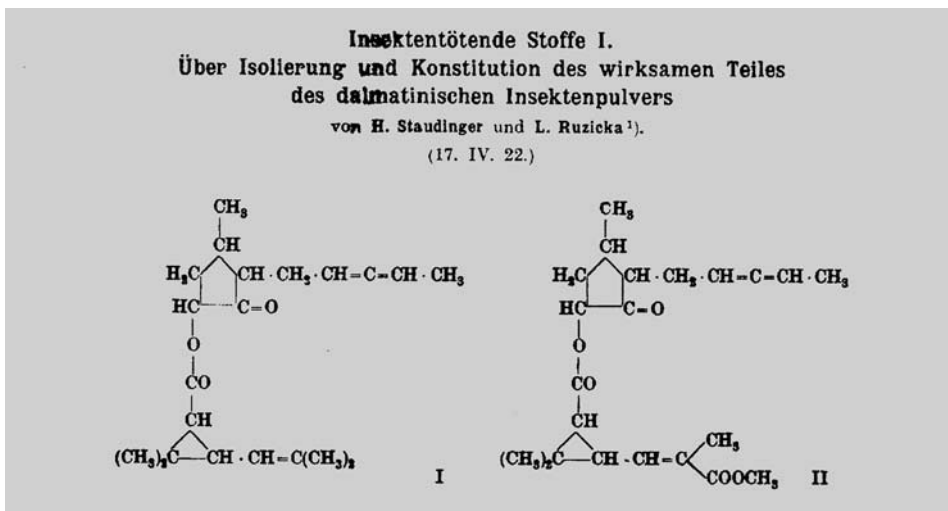 Insektentötende Stoffe I.
Über Isolierung und Konstitution des wirksamen Teiles
des dalmatinischen Insektenpulvers
von H. Staudinger und L. Ruzicka ¹).
(17. IV. 22.)
CH₃ CH₃
CH CH
H₂C CH·CH₂·CH=C=CH·CH₃ H₂C CH·CH₂·CH=C=CH·CH₃
HC C=O HC C=O
O O
CO CO
CH CH
CH₃
(CH₃)₂C CH·CH=C(CH₃)₂ (CH₃)₂C CH·CH=C
I COOCH₃ II